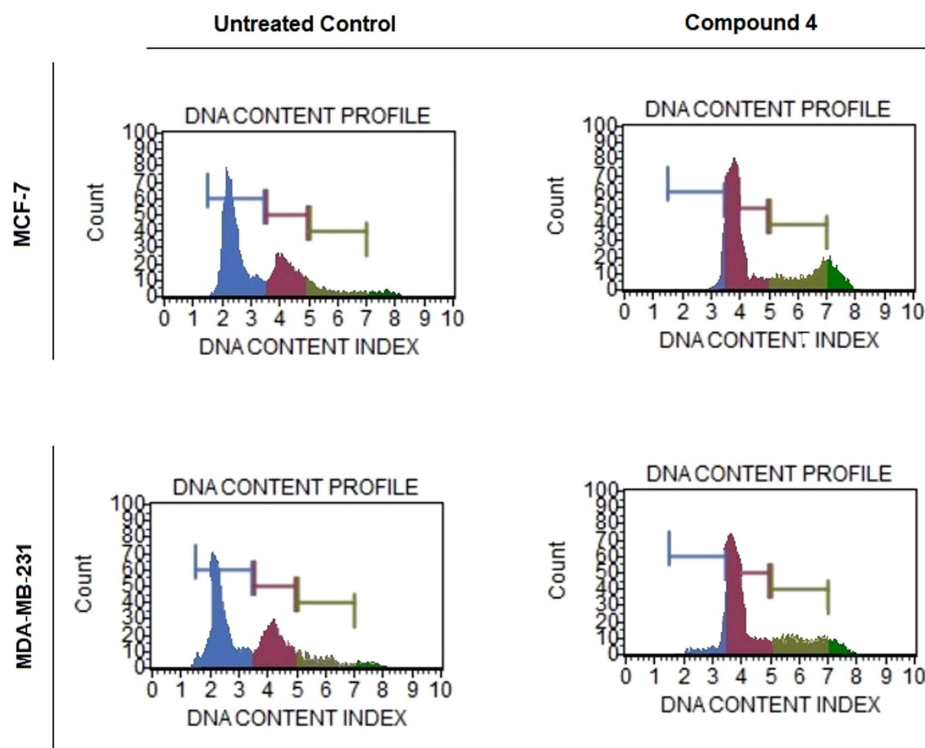 Untreated Control
Compound 4
MCF-7
DNA CONTENT PROFILE
Count
100
90
80
70
60
50
40
30
20
10
0
0 1 2 3 4 5 6 7 8 9 10
DNA CONTENT INDEX
DNA CONTENT PROFILE
Count
100
90
80
70
60
50
40
30
20
10
0
0 1 2 3 4 5 6 7 8 9 10
DNA CONTENT INDEX
MDA-MB-231
DNA CONTENT PROFILE
Count
100
90
80
70
60
50
40
30
20
10
0
0 1 2 3 4 5 6 7 8 9 10
DNA CONTENT INDEX
DNA CONTENT PROFILE
Count
100
90
80
70
60
50
40
30
20
10
0
0 1 2 3 4 5 6 7 8 9 10
DNA CONTENT INDEX